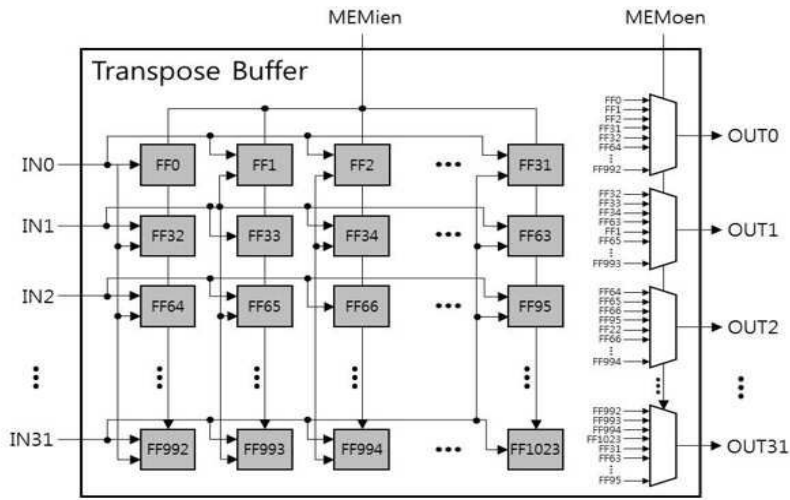 MEMien MEMoen
Transpose Buffer
IN0 FF0 FF1 FF2 FF31
IN1 FF32 FF33 FF34 FF63
IN2 FF64 FF65 FF66 FF95
IN31 FF992 FF993 FF994 FF1023
FF0
FF1
FF2
FF31
FF32
FF64
FF992
OUT0
FF32
FF33
FF34
FF63
FF1
FF65
FF993
OUT1
FF64
FF65
FF66
FF95
FF22
FF66
FF994
OUT2
FF992
FF993
FF994
FF1023
FF31
FF63
FF95
OUT31